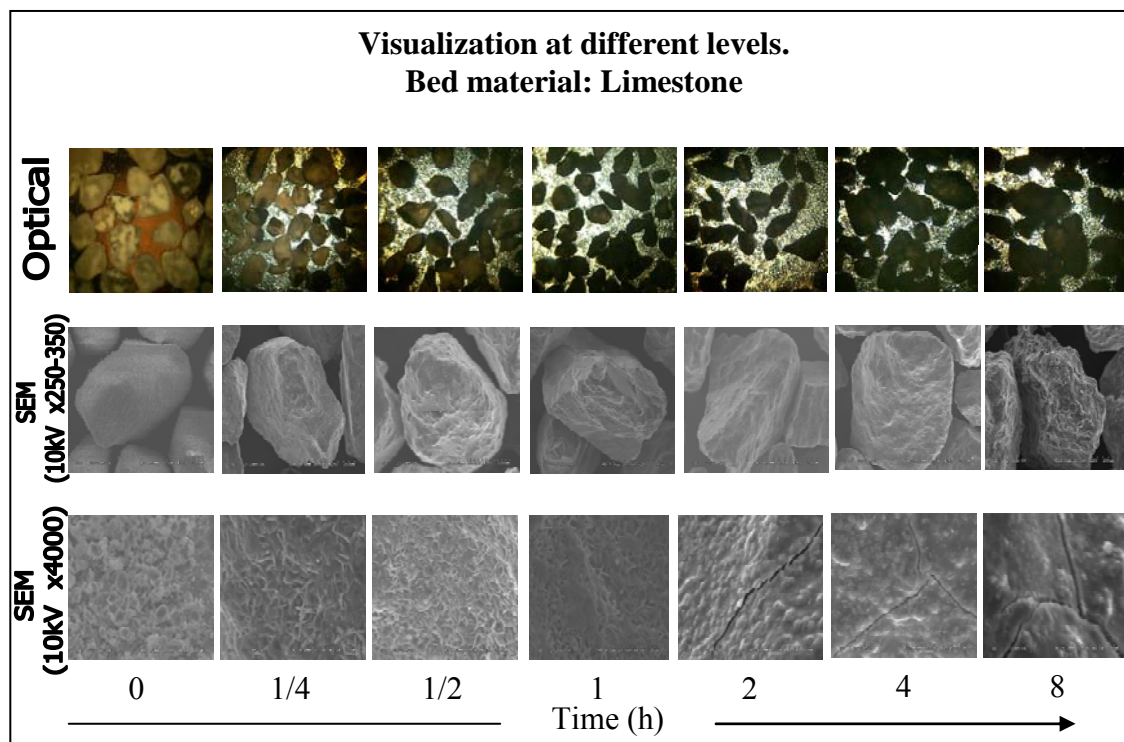 Visualization at different levels.
Bed material: Limestone
Optical
SEM
(10kV x250-350)
SEM
(10kV x4000)
0 1/4 1/2 1 2 4 8
Time (h)